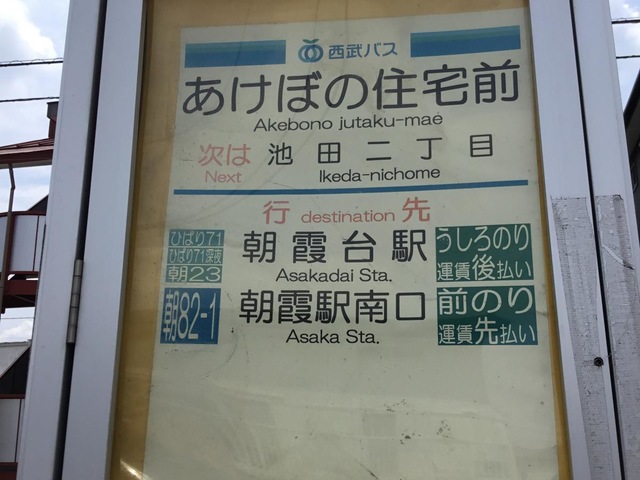 西武バス
あけぼの住宅前
Akebono jutaku-mae
次は 池田二丁目
Next Ikeda-nichome
行 destination 先
ひばり71
ひばり71深夜
朝23
朝霞台駅
Asakadai Sta.
うしろのり
運賃後払い
朝82-1
朝霞駅南口
Asaka Sta.
前のり
運賃先払い